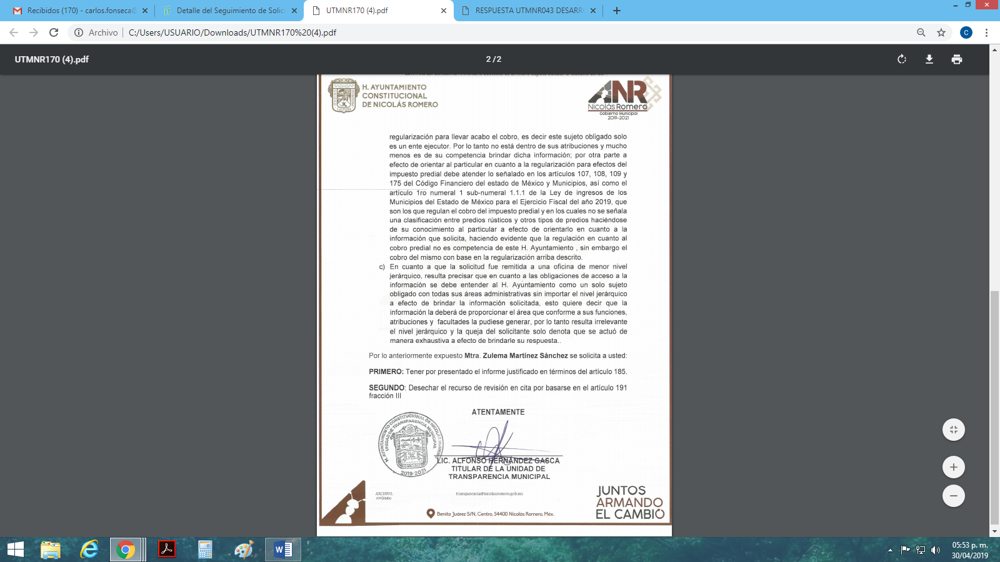 Recibidos (170) - carlos.fonseca@
Detalle del Seguimiento de Solic
UTMNR170 (4).pdf
RESPUESTA UTMNR043 DESARR
Archivo
C:/Users/USUARIO/Downloads/UTMNR170%20(4).pdf
C
UTMNR170 (4).pdf
2 / 2
H. AYUNTAMIENTO
CONSTITUCIONAL
DE NICOLÁS ROMERO
ANR
Nicolás Romero
Gobierno Municipal
2019-2021
regularización para llevar acabo el cobro, es decir este sujeto obligado solo
es un ente ejecutor. Por lo tanto no está dentro de sus atribuciones y mucho
menos es de su competencia brindar dicha información; por otra parte a
efecto de orientar al particular en cuanto a la regularización para efectos del
impuesto predial debe atender lo señalado en los artículos 107, 108, 109 y
175 del Código Financiero del estado de México y Municipios, así como el
artículo 1ro numeral 1 sub-numeral 1.1.1 de la Ley de ingresos de los
Municipios del Estado de México para el Ejercicio Fiscal del año 2019, que
son los que regulan el cobro del impuesto predial y en los cuales no se señala
una clasificación entre predios rústicos y otros tipos de predios haciéndose
de su conocimiento al particular a efecto de orientarlo en cuanto a la
información que solicita, haciendo evidente que la regulación en cuanto al
cobro predial no es competencia de este H. Ayuntamiento , sin embargo el
cobro del mismo con base en la regularización arriba descrito.
c) En cuanto a que la solicitud fue remitida a una oficina de menor nivel
jerárquico, resulta precisar que en cuanto a las obligaciones de acceso a la
información se debe entender al H. Ayuntamiento como un solo sujeto
obligado con todas sus áreas administrativas sin importar el nivel jerárquico
a efecto de brindar la información solicitada, esto quiere decir que la
información la deberá de proporcionar el área que conforme a sus funciones,
atribuciones y facultades la pudiese generar, por lo tanto resulta irrelevante
el nivel jerárquico y la queja del solicitante solo denota que se actuó de
manera exhaustiva a efecto de brindarle su respuesta..
Por lo anteriormente expuesto Mtra. Zulema Martínez Sánchez se solicita a usted:
PRIMERO: Tener por presentado el informe justificado en términos del artículo 185.
SEGUNDO: Desechar el recurso de revisión en cita por basarse en el artículo 191
fracción III
ATENTAMENTE
H. AYUNTAMIENTO CONSTITUCIONAL DE NICOLÁS ROMERO
UNIDAD DE TRANSPARENCIA MUNICIPAL
2019-2021
LIC. ALFONSO HERNÁNDEZ GASCA
TITULAR DE LA UNIDAD DE
TRANSPARENCIA MUNICIPAL
ARCHIVO.
transparencia@nicolasromero.gob.mx
Benito Juárez S/N, Centro, 54400 Nicolás Romero, Méx.
JUNTOS
ARMANDO
EL CAMBIO
05:53 p. m.
30/04/2019